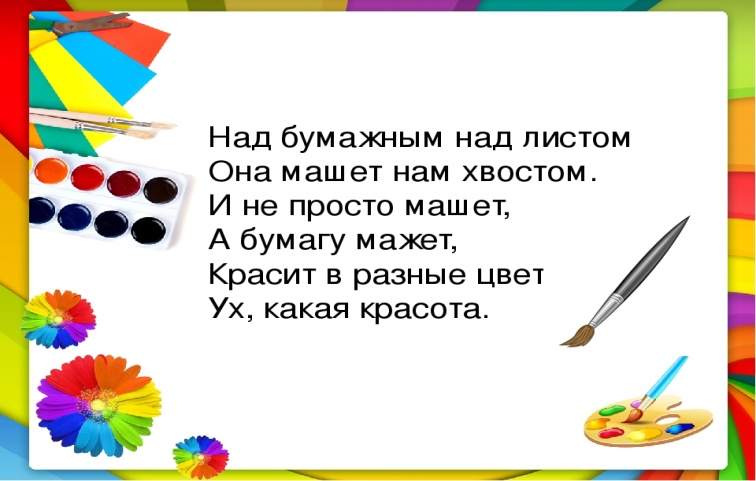 Над бумажным над листом
Она машет нам хвостом.
И не просто машет,
А бумагу мажет,
Красит в разные цвет
Ух, какая красота.